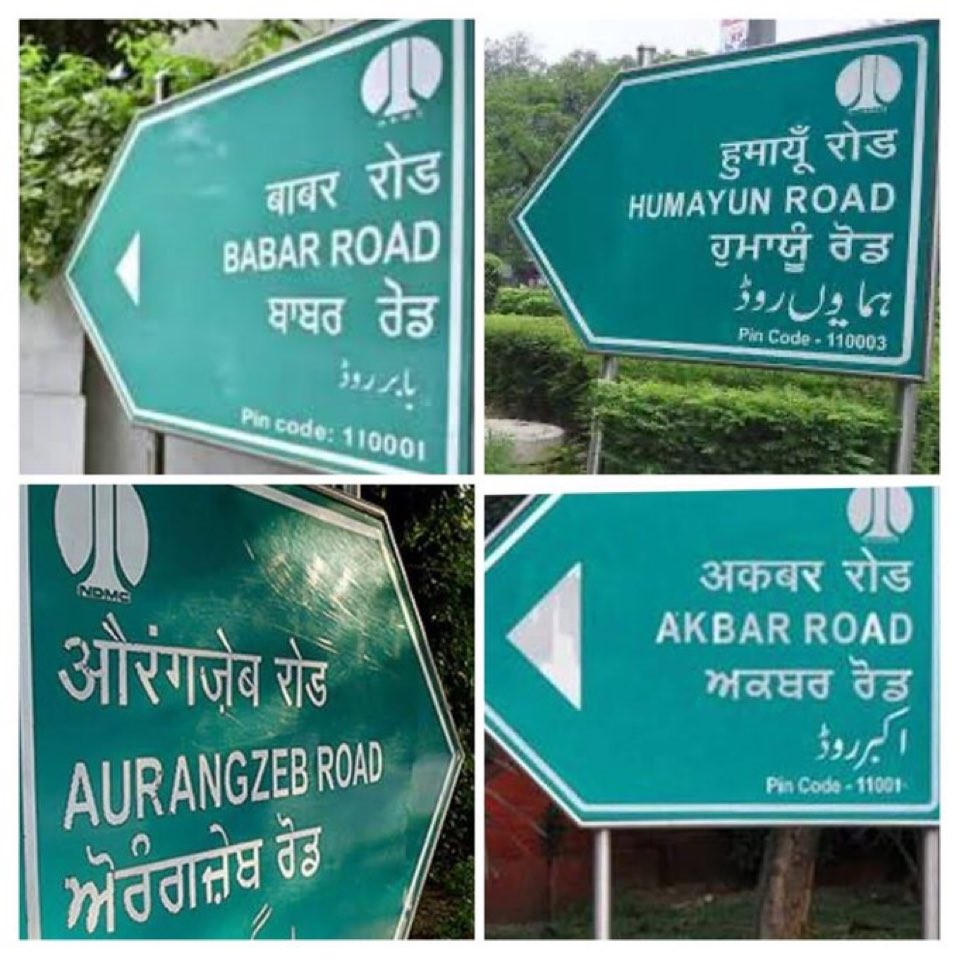 बाबर रोड
BABAR ROAD
ਬਾਬਰ ਰੋਡ
بابر روڈ
Pin code: 110001
हुमायूँ रोड
HUMAYUN ROAD
ਹੁਮਾਯੂੰ ਰੋਡ
ہمایوں روڈ
Pin Code - 110003
NDMC
औरंगज़ेब रोड
AURANGZEB ROAD
ਔਰੰਗਜ਼ੇਬ ਰੋਡ
अकबर रोड
AKBAR ROAD
ਅਕਬਰ ਰੋਡ
اکبر روڈ
Pin Code - 11001